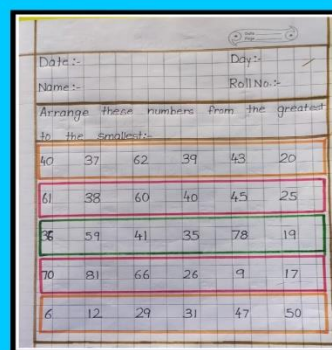 Date :-
Day :-
Name :-
Roll No. :-
Arrange these numbers from the greatest
to the smallest:-
40 37 62 39 43 20
61 38 60 40 45 25
36 59 41 35 78 19
70 81 66 26 9 17
6 12 29 31 47 50